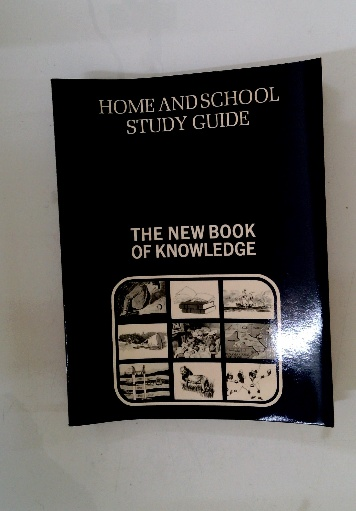 HOME AND SCHOOL
STUDY GUIDE
THE NEW BOOK
OF KNOWLEDGE